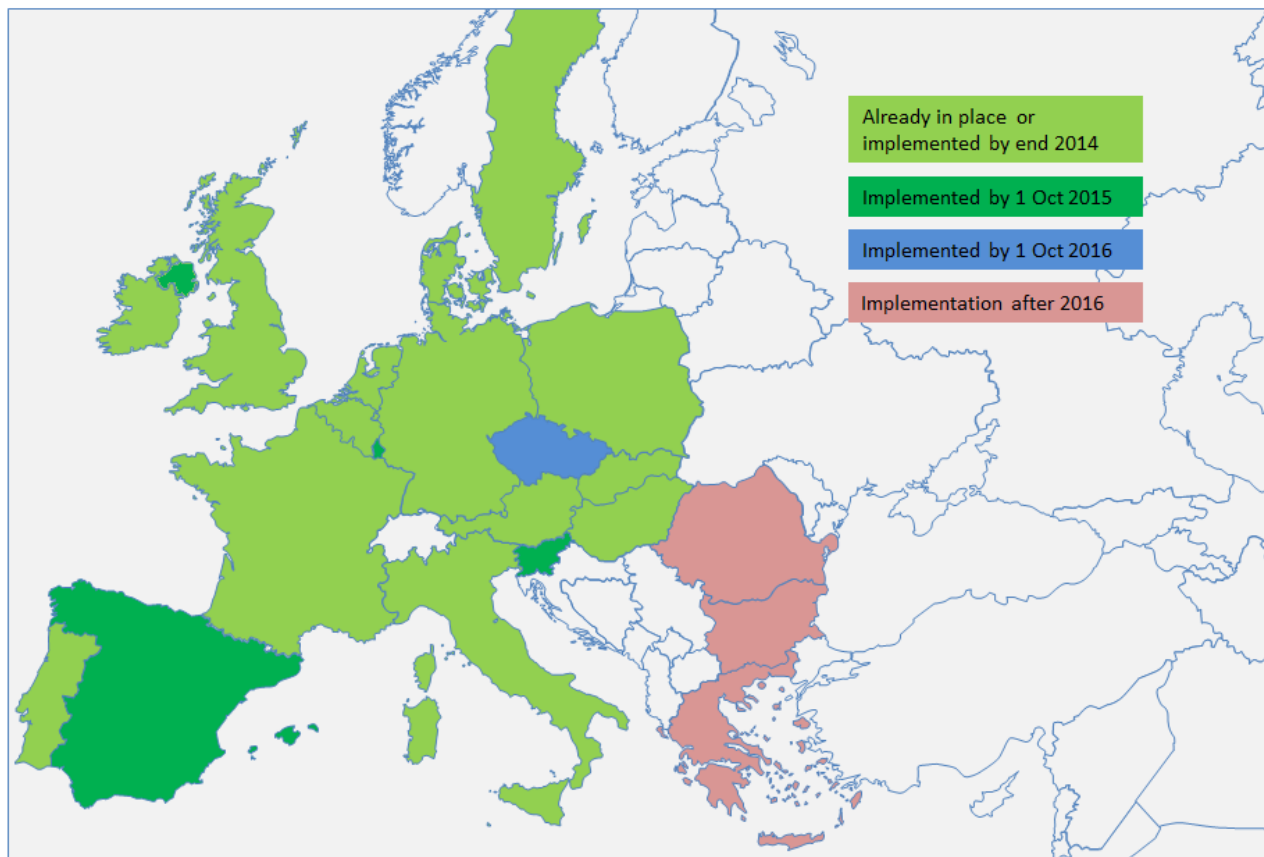 Already in place or
implemented by end 2014
Implemented by 1 Oct 2015
Implemented by 1 Oct 2016
Implementation after 2016